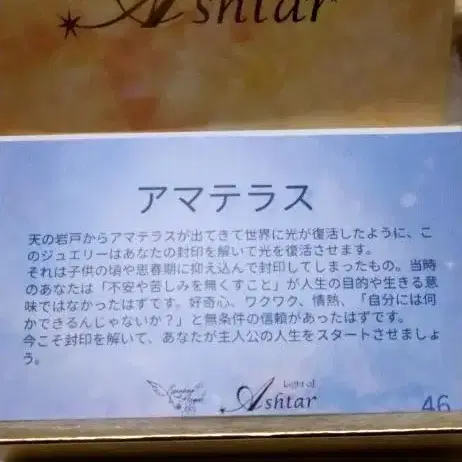 Ashtar
アマテラス
天の岩戸からアマテラスが出てきて世界に光が復活したように、こ
のジュエリーはあなたの封印を解いて光を復活させます。
それは子供の頃や思春期に抑え込んで封印してしまったもの。当時
のあなたは「不安や苦しみを無くすこと」が人生の目的や生きる意
味ではなかったはずです。好奇心、ワクワク、情熱、「自分には何
かできるんじゃないか?」と無条件の信頼があったはずです。
今こそ封印を解いて、あなたが主人公の人生をスタートさせましょ
う。
Light of
Ashtar
46